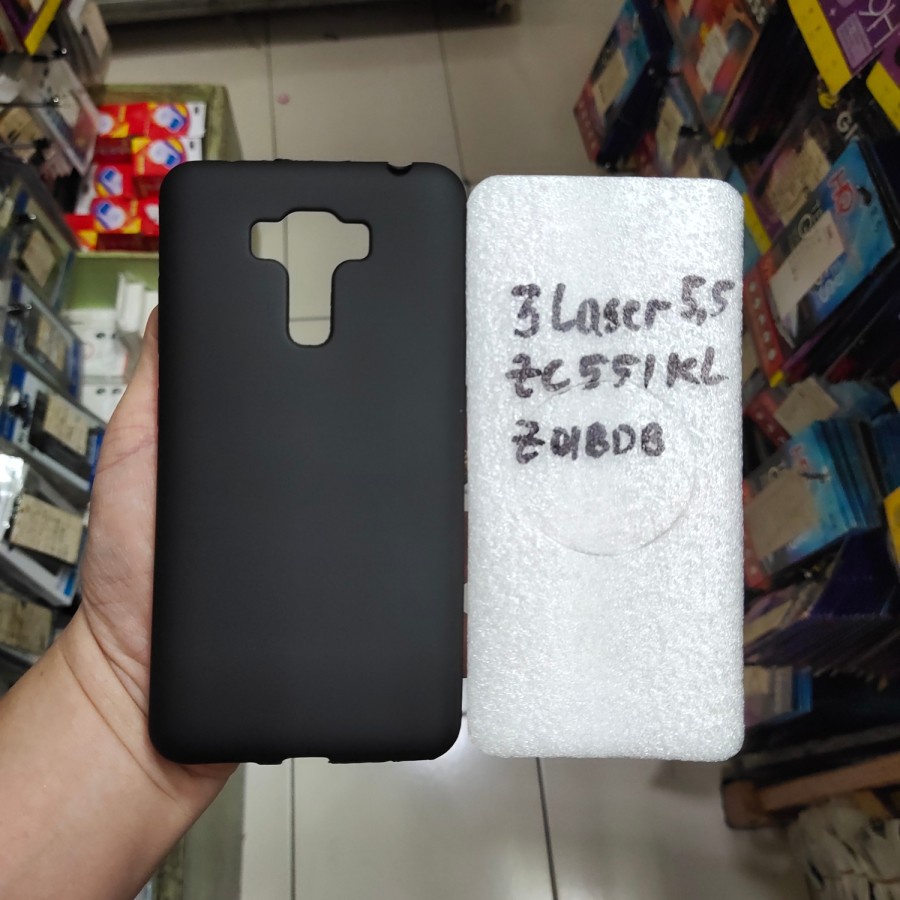 3 Laser 5,5
ZC551KL
Z01BDB